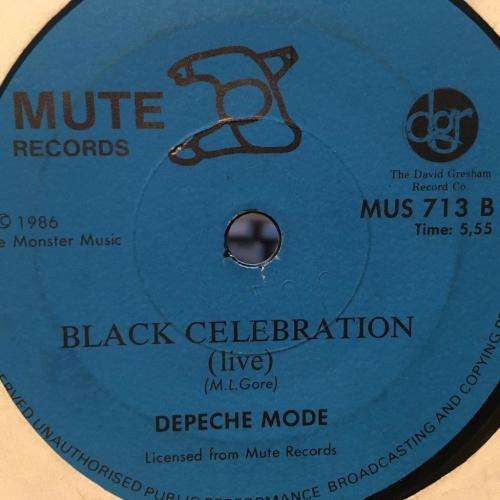 MUTE
RECORDS
dgr
The David Gresham
Record Co.
MUS 713 B
Time: 5,55
© 1986
e Monster Music
BLACK CELEBRATION
(live)
(M.L.Gore)
DEPECHE MODE
Licensed from Mute Records
ERVED UNAUTHORISED PUBLIC PERFORMANCE BROADCASTING AND COPYING